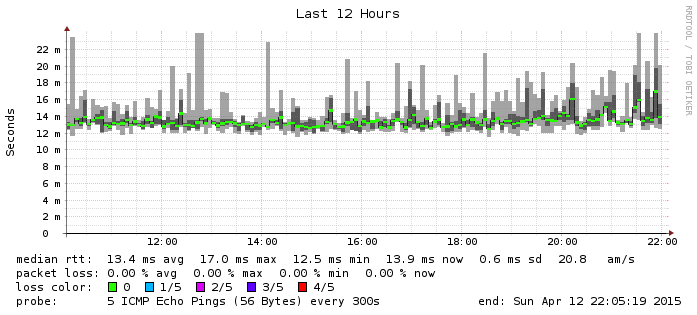 Last 12 Hours
RRDTOOL / TOBI OETIKER
Seconds
22 m
20 m
18 m
16 m
14 m
12 m
10 m
8 m
6 m
4 m
2 m
0
12:00 14:00 16:00 18:00 20:00 22:00
median rtt: 13.4 ms avg 17.0 ms max 12.5 ms min 13.9 ms now 0.6 ms sd 20.8 am/s
packet loss: 0.00 % avg 0.00 % max 0.00 % min 0.00 % now
loss color: 0 1/5 2/5 3/5 4/5
probe: 5 ICMP Echo Pings (56 Bytes) every 300s end: Sun Apr 12 22:05:19 2015